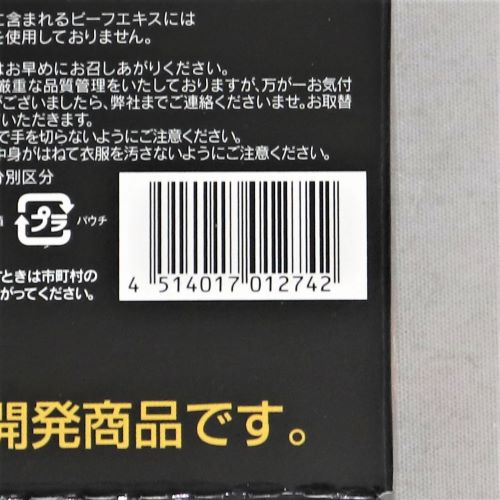 に含まれるビーフエキスには
を使用しておりません。
はお早めにお召しあがりください。
厳重な品質管理をいたしておりますが、万が一お気付
がございましたら、弊社までご連絡くださいませ。お取替
いただきます。
で手を切らないようにご注意ください。
中身がはねて衣服を汚さないようにご注意ください。
分別区分
プラ パウチ
ときは市町村の
がってください。
4 514017 012742
開発商品です。